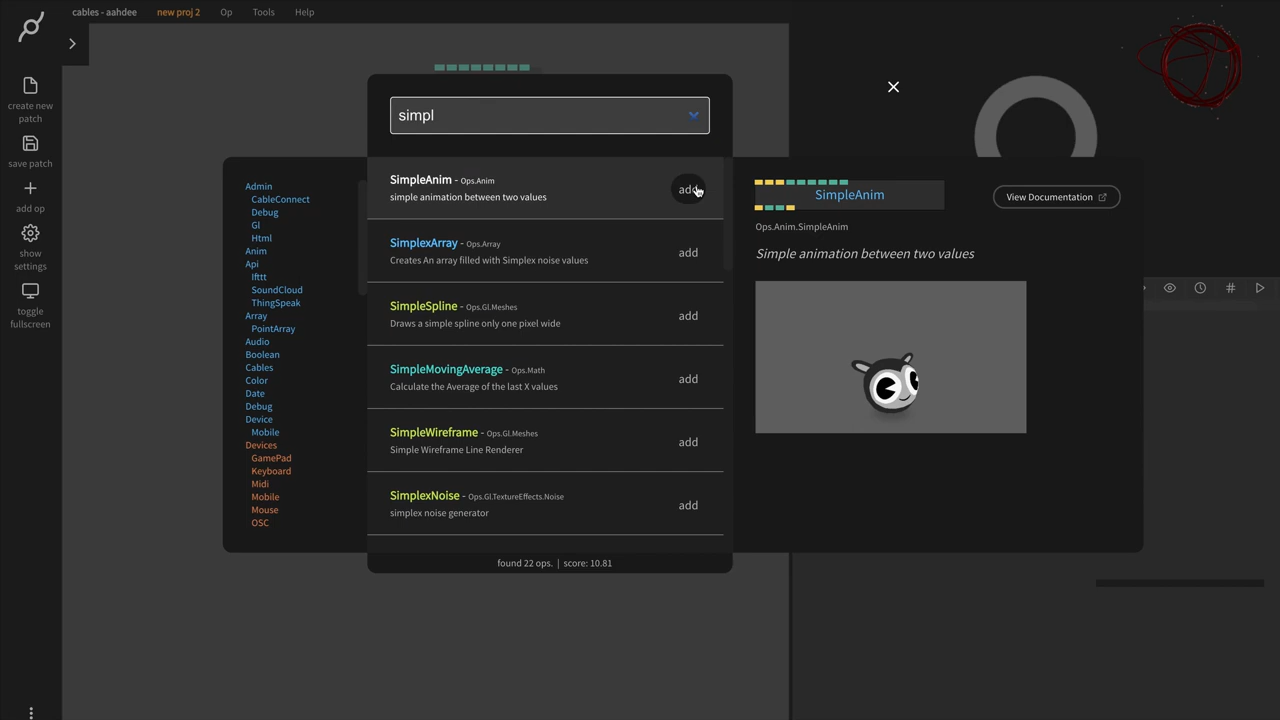 cables - aahdee
new proj 2
Op
Tools
Help
create new
patch
save patch
add op
show
settings
toggle
fullscreen
simpl
Admin
CableConnect
Debug
Gl
Html
Anim
Api
Ifttt
SoundCloud
ThingSpeak
Array
PointArray
Audio
Boolean
Cables
Color
Date
Debug
Device
Mobile
Devices
GamePad
Keyboard
Midi
Mobile
Mouse
OSC
SimpleAnim - Ops.Anim
simple animation between two values
add
SimplexArray - Ops.Array
Creates An array filled with Simplex noise values
add
SimpleSpline - Ops.Gl.Meshes
Draws a simple spline only one pixel wide
add
SimpleMovingAverage - Ops.Math
Calculate the Average of the last X values
add
SimpleWireframe - Ops.Gl.Meshes
Simple Wireframe Line Renderer
add
SimplexNoise - Ops.Gl.TextureEffects.Noise
simplex noise generator
add
found 22 ops. | score: 10.81
SimpleAnim
View Documentation
Ops.Anim.SimpleAnim
Simple animation between two values